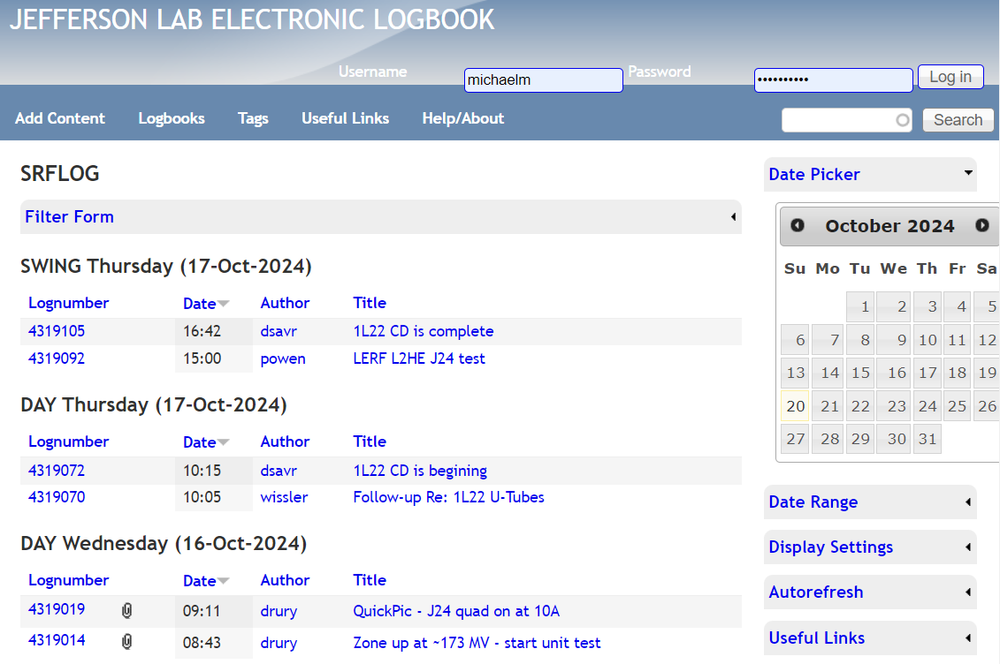 JEFFERSON LAB ELECTRONIC LOGBOOK
Username michaelm Password •••••••••• Log in
Add Content Logbooks Tags Useful Links Help/About Search
SRFLOG
Filter Form
SWING Thursday (17-Oct-2024)
Lognumber Date Author Title
4319105 16:42 dsavr 1L22 CD is complete
4319092 15:00 powen LERF L2HE J24 test
DAY Thursday (17-Oct-2024)
Lognumber Date Author Title
4319072 10:15 dsavr 1L22 CD is begining
4319070 10:05 wissler Follow-up Re: 1L22 U-Tubes
DAY Wednesday (16-Oct-2024)
Lognumber Date Author Title
4319019 09:11 drury QuickPic - J24 quad on at 10A
4319014 08:43 drury Zone up at ~173 MV - start unit test
Date Picker
October 2024
Su Mo Tu We Th Fr Sa
1 2 3 4 5
6 7 8 9 10 11 12
13 14 15 16 17 18 19
20 21 22 23 24 25 26
27 28 29 30 31
Date Range
Display Settings
Autorefresh
Useful Links